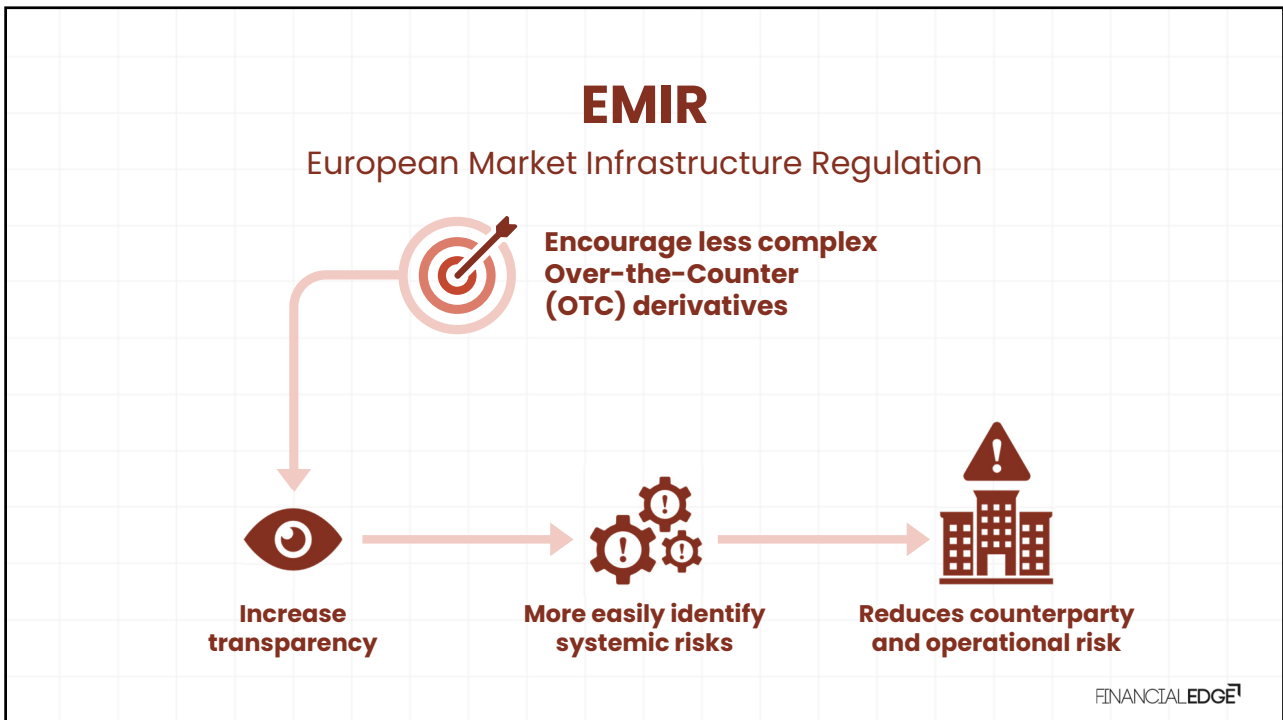 EMIR
European Market Infrastructure Regulation
Encourage less complex
Over-the-Counter
(OTC) derivatives
Increase
transparency
More easily identify
systemic risks
Reduces counterparty
and operational risk
FINANCIALEDGE